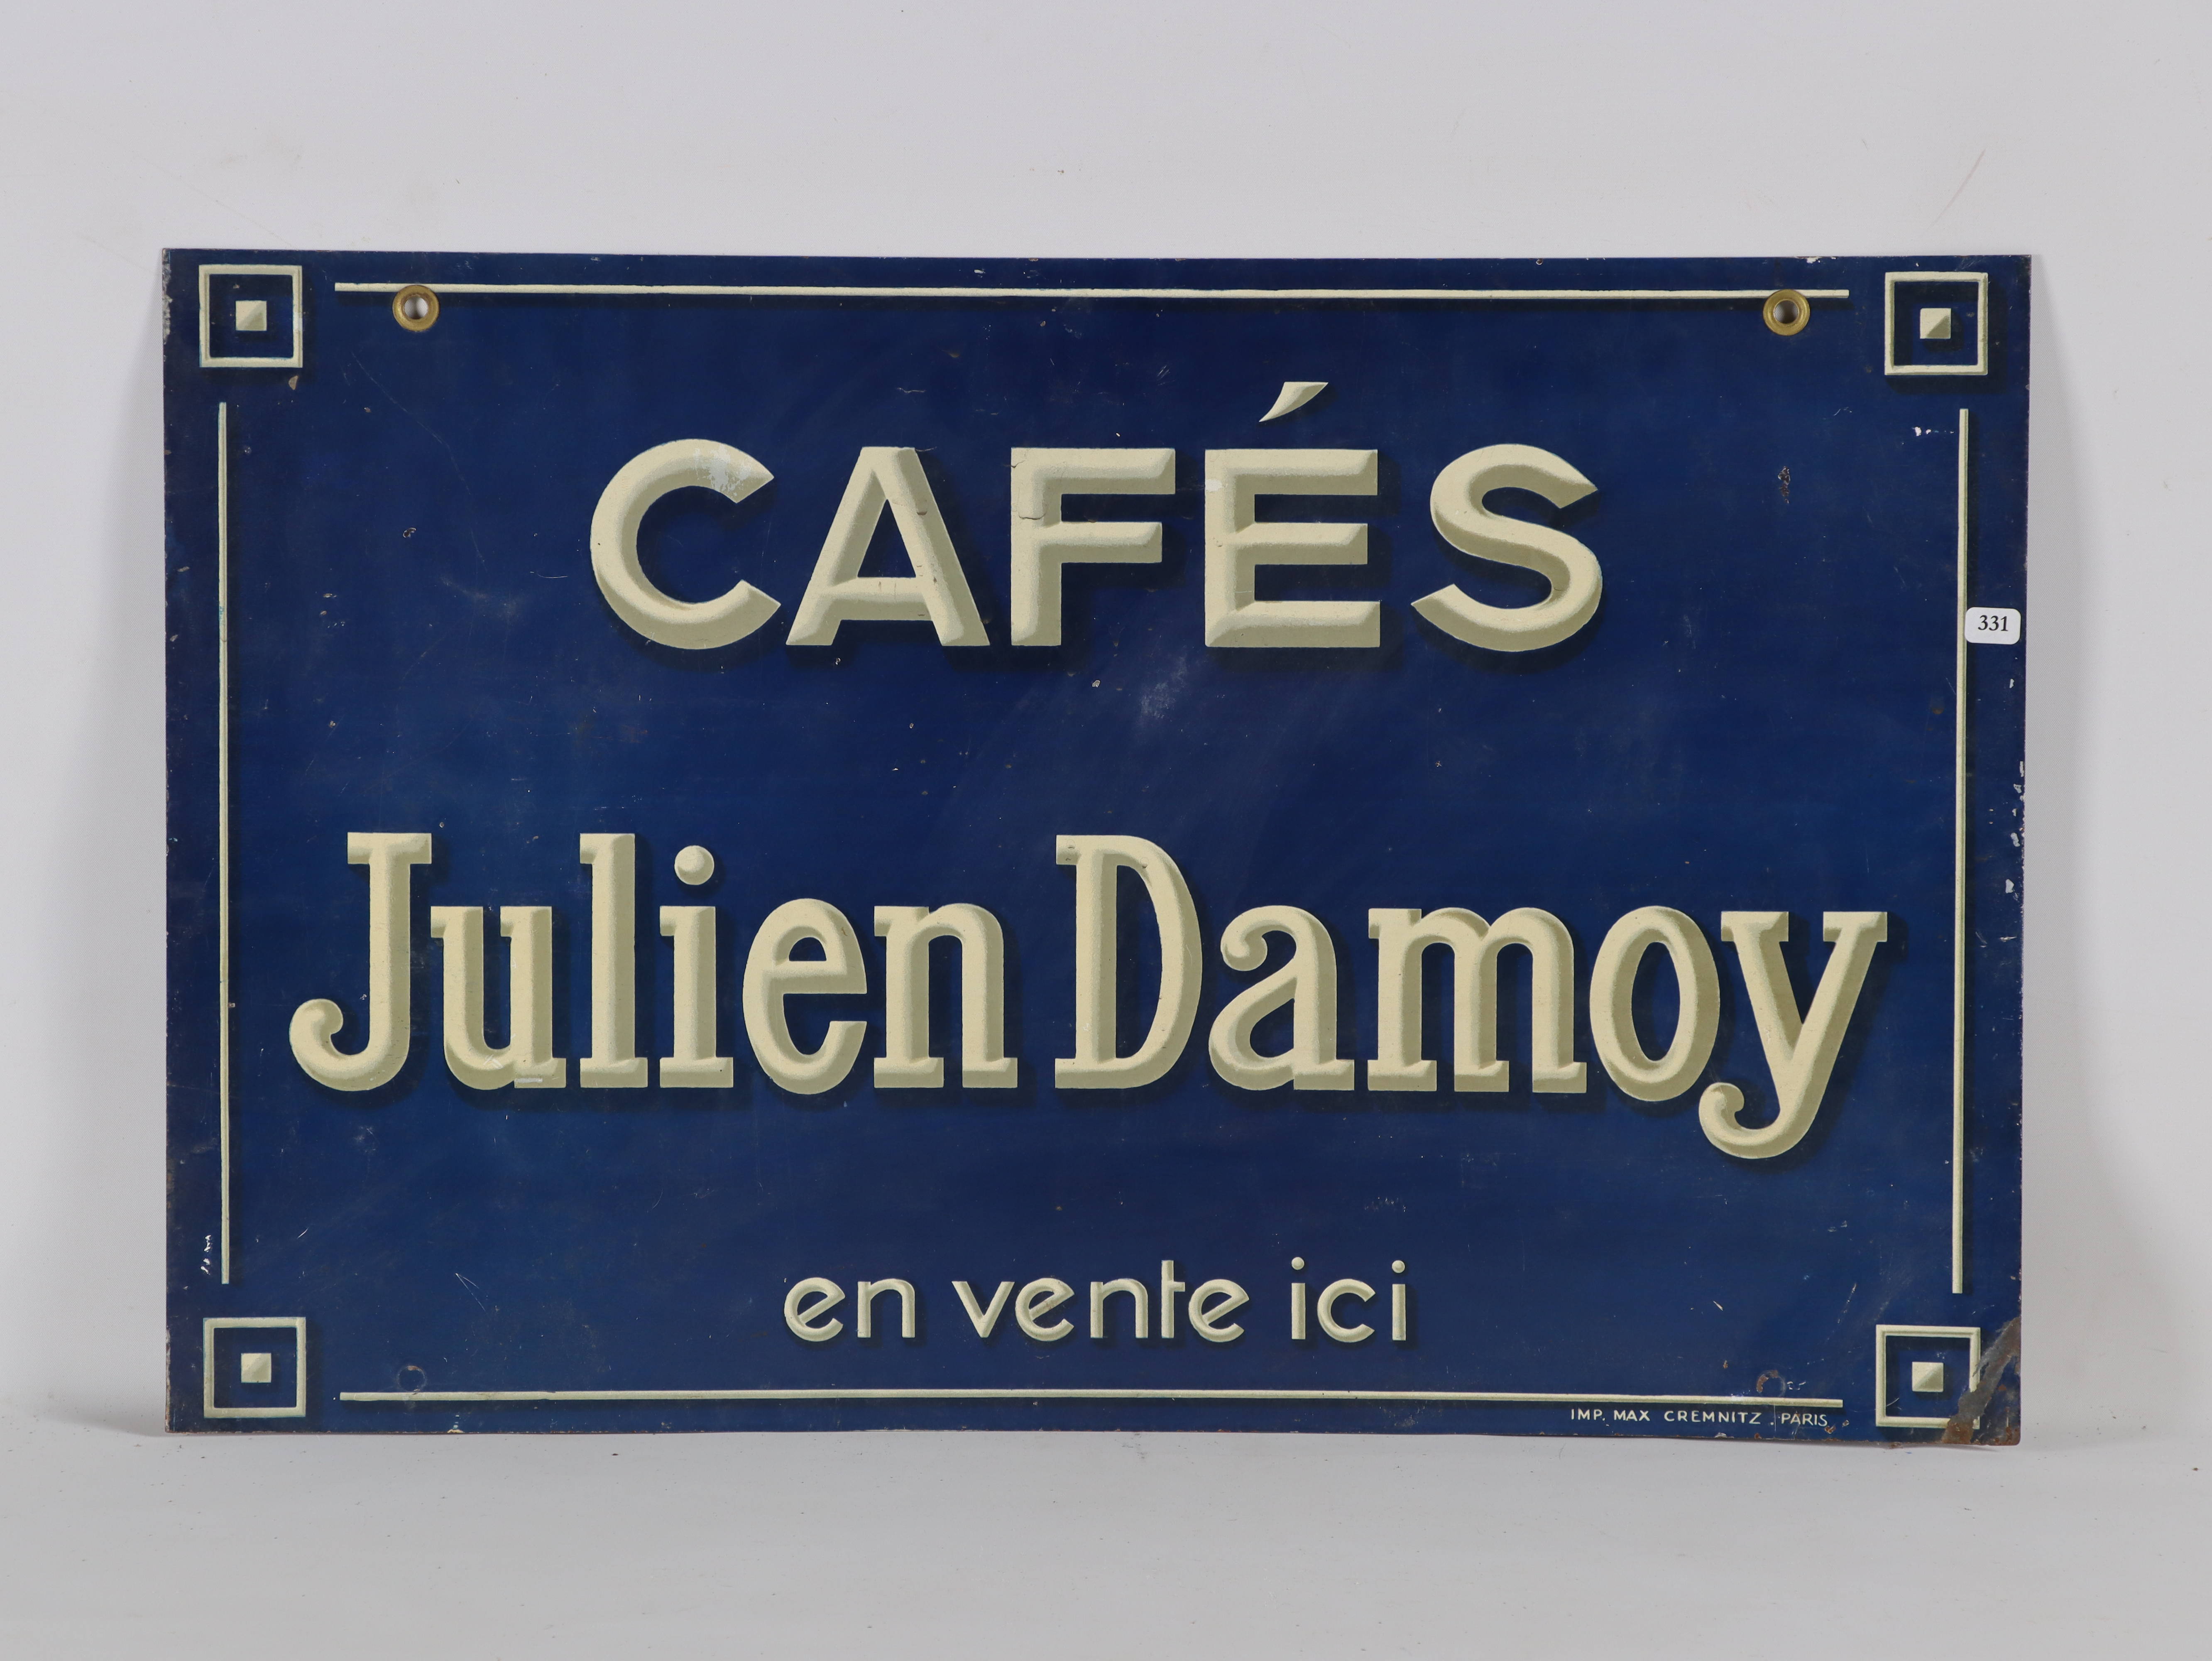 CAFÉS
331
Julien Damoy
en vente ici
IMP. MAX CREMNITZ . PARIS